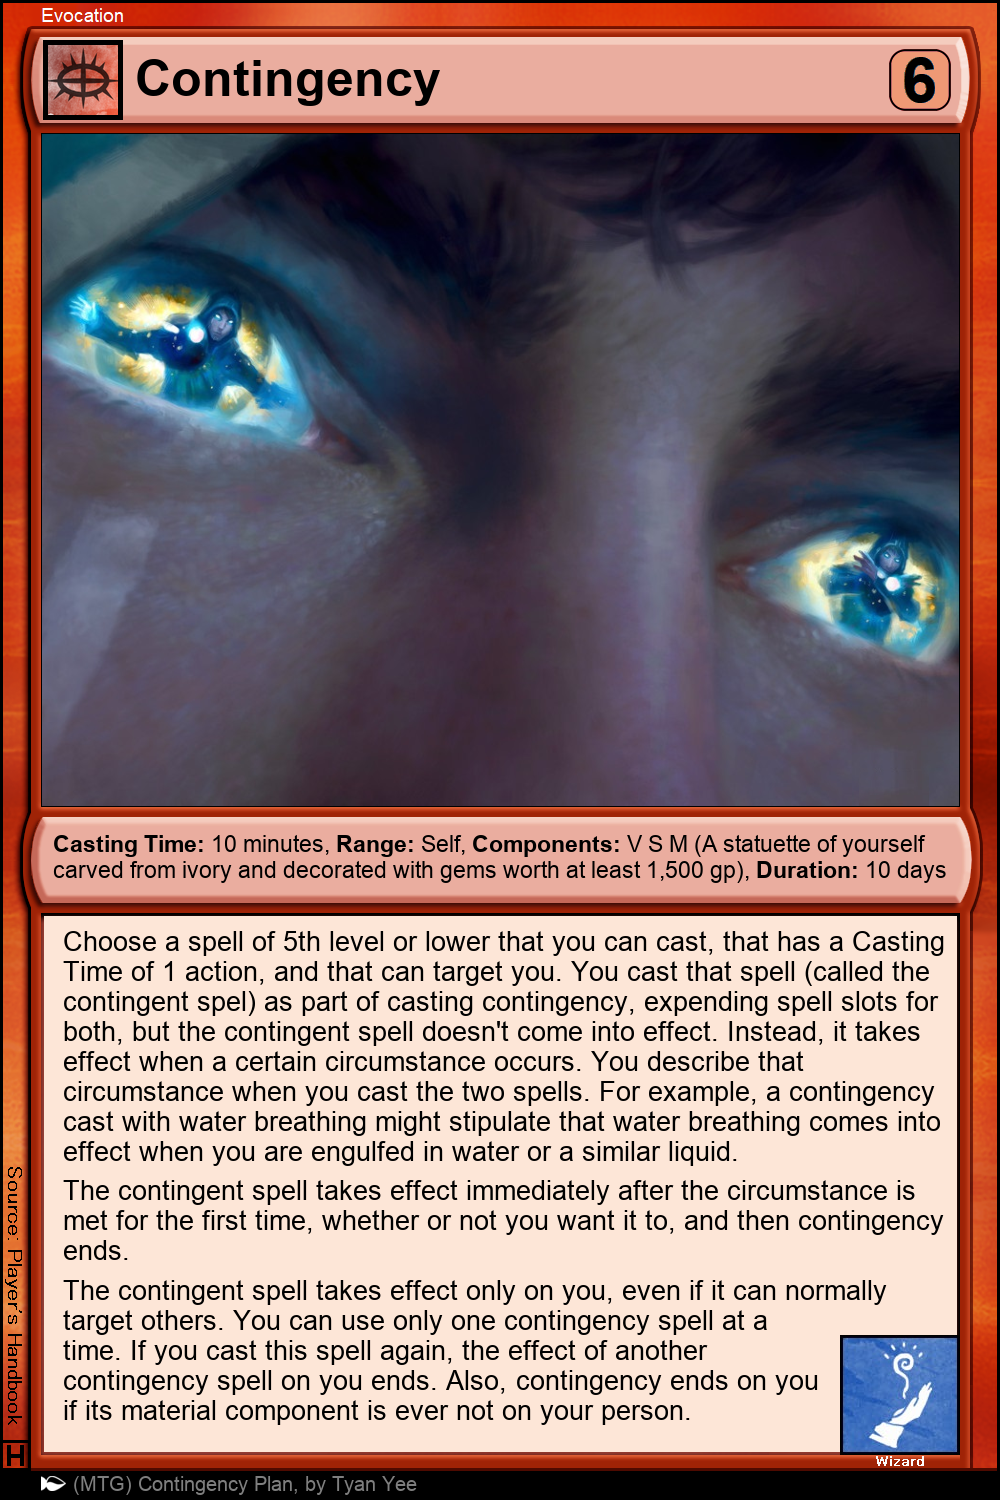 Evocation
Contingency
6
Casting Time: 10 minutes, Range: Self, Components: V S M (A statuette of yourself
carved from ivory and decorated with gems worth at least 1,500 gp), Duration: 10 days
Choose a spell of 5th level or lower that you can cast, that has a Casting
Time of 1 action, and that can target you. You cast that spell (called the
contingent spel) as part of casting contingency, expending spell slots for
both, but the contingent spell doesn't come into effect. Instead, it takes
effect when a certain circumstance occurs. You describe that
circumstance when you cast the two spells. For example, a contingency
cast with water breathing might stipulate that water breathing comes into
effect when you are engulfed in water or a similar liquid.
The contingent spell takes effect immediately after the circumstance is
met for the first time, whether or not you want it to, and then contingency
ends.
The contingent spell takes effect only on you, even if it can normally
target others. You can use only one contingency spell at a
time. If you cast this spell again, the effect of another
contingency spell on you ends. Also, contingency ends on you
if its material component is ever not on your person.
Wizard
Source: Player's Handbook
H
(MTG) Contingency Plan, by Tyan Yee